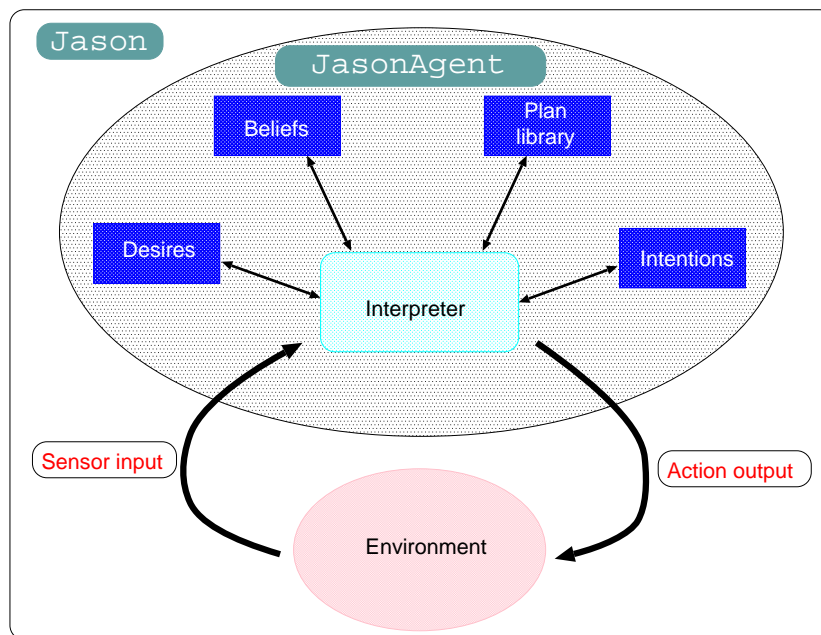 Jason
JasonAgent
Beliefs
Plan
library
Desires
Intentions
Interpreter
Sensor input
Action output
Environment